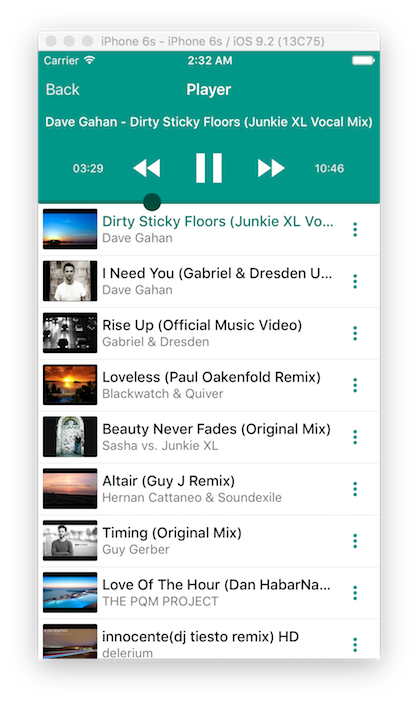 iPhone 6s - iPhone 6s / iOS 9.2 (13C75)
Carrier 2:32 AM
Back Player
Dave Gahan - Dirty Sticky Floors (Junkie XL Vocal Mix)
03:29 10:46
Dirty Sticky Floors (Junkie XL Vo...
Dave Gahan
I Need You (Gabriel & Dresden U...
Dave Gahan
Rise Up (Official Music Video)
Gabriel & Dresden
Loveless (Paul Oakenfold Remix)
Blackwatch & Quiver
Beauty Never Fades (Original Mix)
Sasha vs. Junkie XL
Altair (Guy J Remix)
Hernan Cattaneo & Soundexile
Timing (Original Mix)
Guy Gerber
Love Of The Hour (Dan HabarNa...
THE PQM PROJECT
innocente(dj tiesto remix) HD
delerium